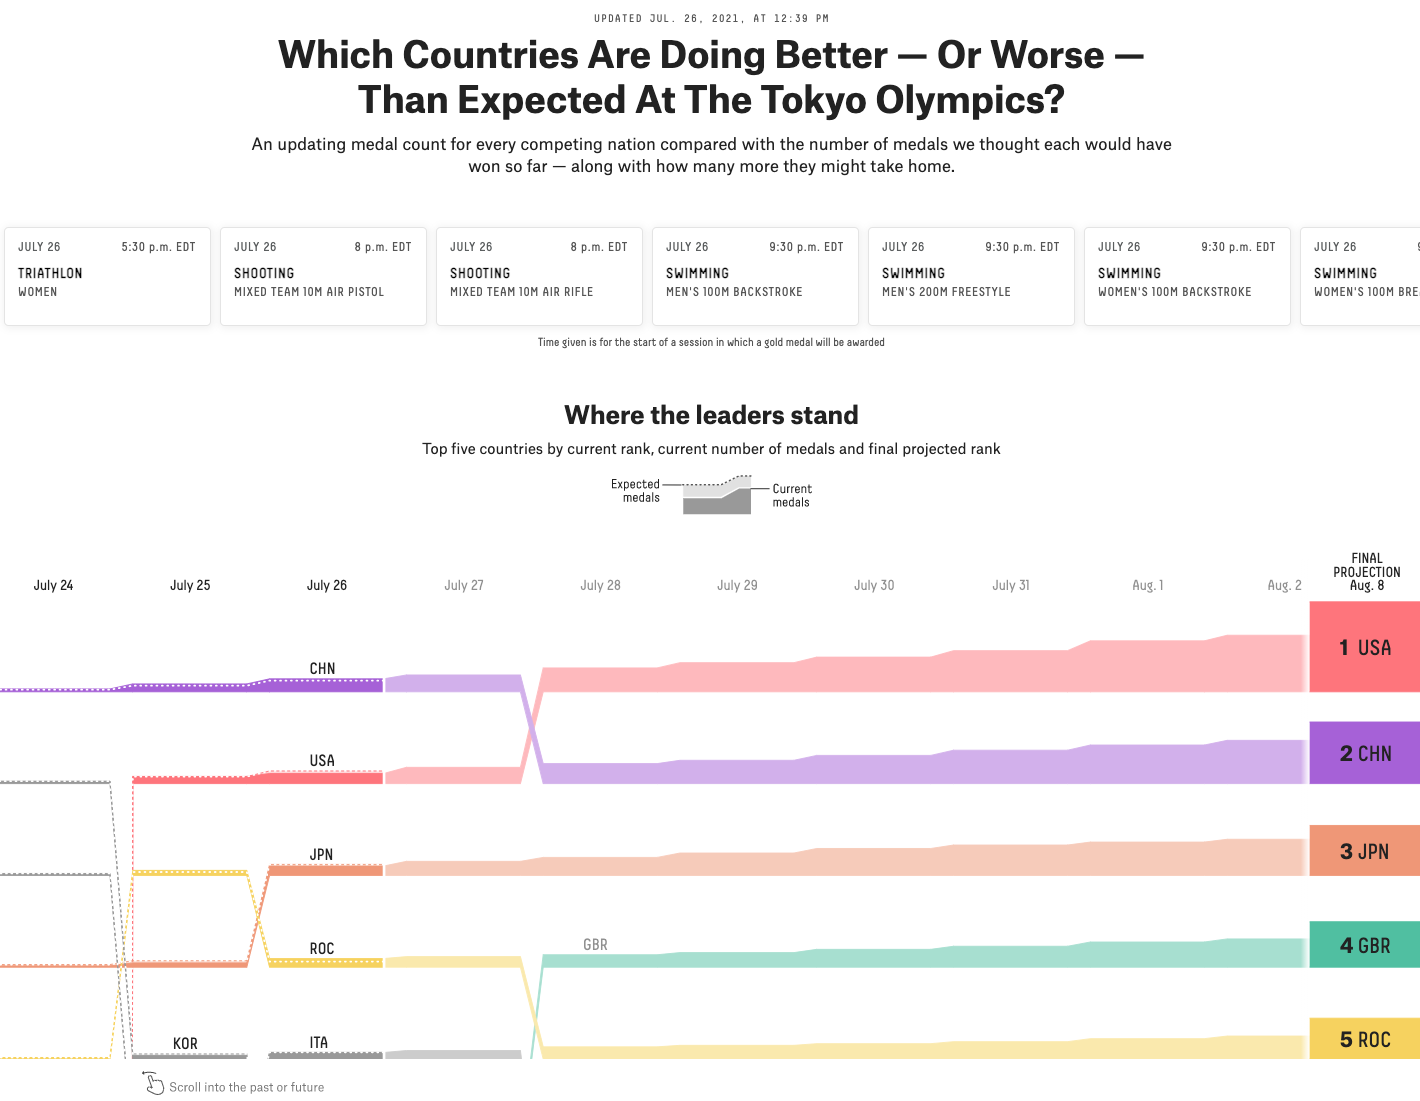 UPDATED JUL. 26, 2021, AT 12:39 PM
Which Countries Are Doing Better — Or Worse —
Than Expected At The Tokyo Olympics?
An updating medal count for every competing nation compared with the number of medals we thought each would have
won so far — along with how many more they might take home.
JULY 26 5:30 p.m. EDT
TRIATHLON
WOMEN
JULY 26 8 p.m. EDT
SHOOTING
MIXED TEAM 10M AIR PISTOL
JULY 26 8 p.m. EDT
SHOOTING
MIXED TEAM 10M AIR RIFLE
JULY 26 9:30 p.m. EDT
SWIMMING
MEN'S 100M BACKSTROKE
JULY 26 9:30 p.m. EDT
SWIMMING
MEN'S 200M FREESTYLE
JULY 26 9:30 p.m. EDT
SWIMMING
WOMEN'S 100M BACKSTROKE
JULY 26
SWIMMING
WOMEN'S 100M
Time given is for the start of a session in which a gold medal will be awarded
Where the leaders stand
Top five countries by current rank, current number of medals and final projected rank
Expected
medals
Current
medals
July 24 July 25 July 26 July 27 July 28 July 29 July 30 July 31 Aug. 1 Aug. 2
FINAL
PROJECTION
Aug. 8
CHN
1 USA
USA
2 CHN
JPN
3 JPN
ROC
GBR
4 GBR
KOR
ITA
5 ROC
Scroll into the past or future